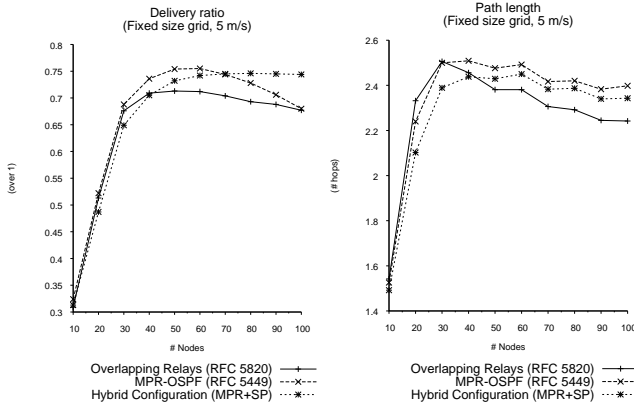 Delivery ratio
(Fixed size grid, 5 m/s)
0.8
0.75
0.7
0.65
0.6
0.55
0.5
0.45
0.4
0.35
0.3
(over 1)
10 20 30 40 50 60 70 80 90 100
# Nodes
Overlapping Relays (RFC 5820)
MPR-OSPF (RFC 5449)
Hybrid Configuration (MPR+SP)
Path length
(Fixed size grid, 5 m/s)
2.6
2.4
2.2
2
1.8
1.6
1.4
(# hops)
10 20 30 40 50 60 70 80 90 100
# Nodes
Overlapping Relays (RFC 5820)
MPR-OSPF (RFC 5449)
Hybrid Configuration (MPR+SP)